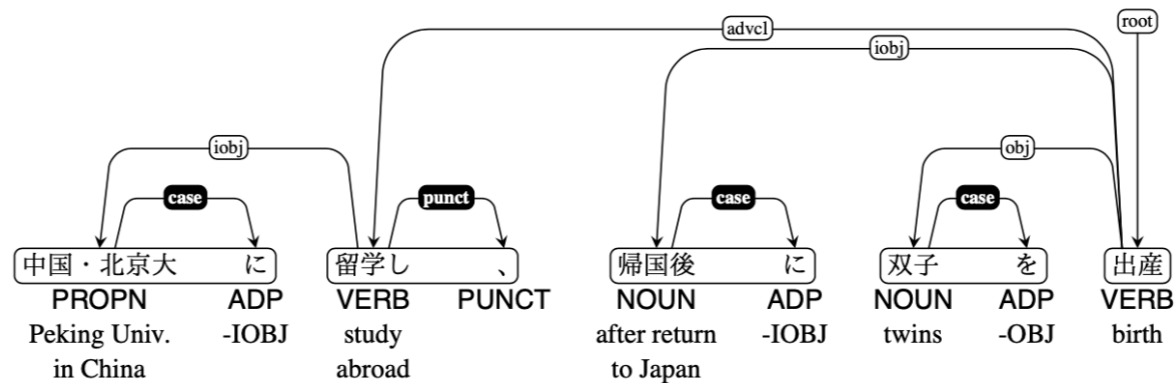 root
advcl
iobj
iobj
obj
case
punct
case
case
中国・北京大 に 留学し 、 帰国後 に 双子 を 出産
PROPN ADP VERB PUNCT NOUN ADP NOUN ADP VERB
Peking Univ. -IOBJ study after return -IOBJ twins -OBJ birth
in China abroad to Japan